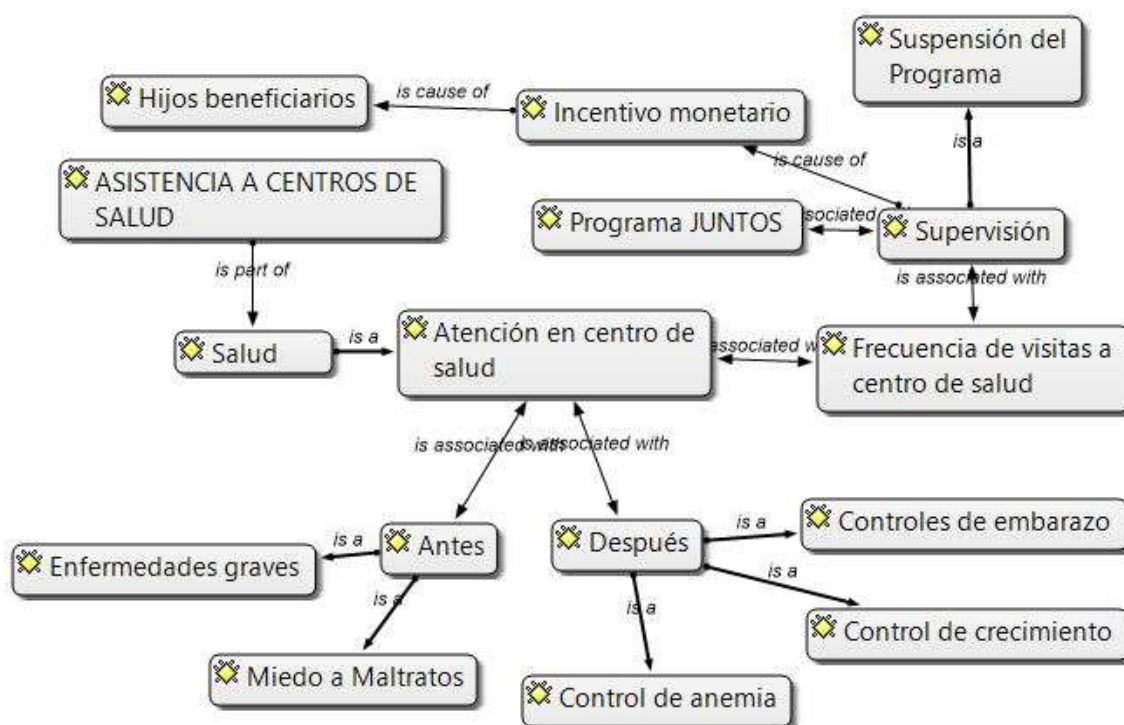 Suspensión del
Programa
Hijos beneficiarios
is cause of
Incentivo monetario
is a
is cause of
ASISTENCIA A CENTROS DE
SALUD
Programa JUNTOS
Supervisión
is part of
is associated with
Salud
is a
Atención en centro de
salud
associated
Frecuencia de visitas a
centro de salud
is associated with
is associated with
Antes
Después
is a
Controles de embarazo
is a
Enfermedades graves
is a
is a
Control de crecimiento
is a
Miedo a Maltratos
Control de anemia